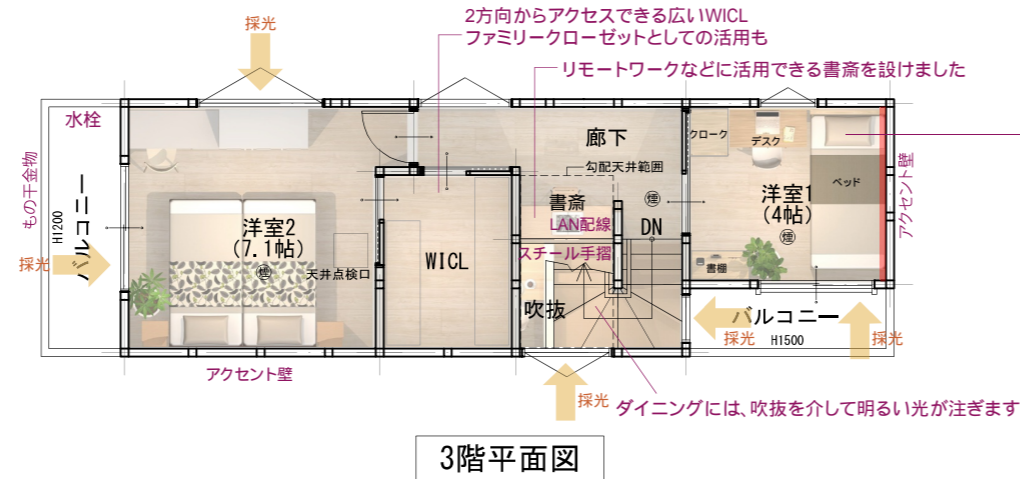 採光
2方向からアクセスできる広いWICL
ファミリークローゼットとしての活用も
リモートワークなどに活用できる書斎を設けました
水栓
もの干金物
H1200
バルコニー
採光
洋室2
(7.1帖)
煙
天井点検口
アクセント壁
WICL
廊下
勾配天井範囲
書斎
LAN配線
スチール手摺
吹抜
煙
DN
クローク
デスク
洋室1
(4帖)
煙
ベッド
書棚
アクセント壁
バルコニー
H1500
採光
採光
採光
ダイニングには、吹抜を介して明るい光が注ぎます
3階平面図